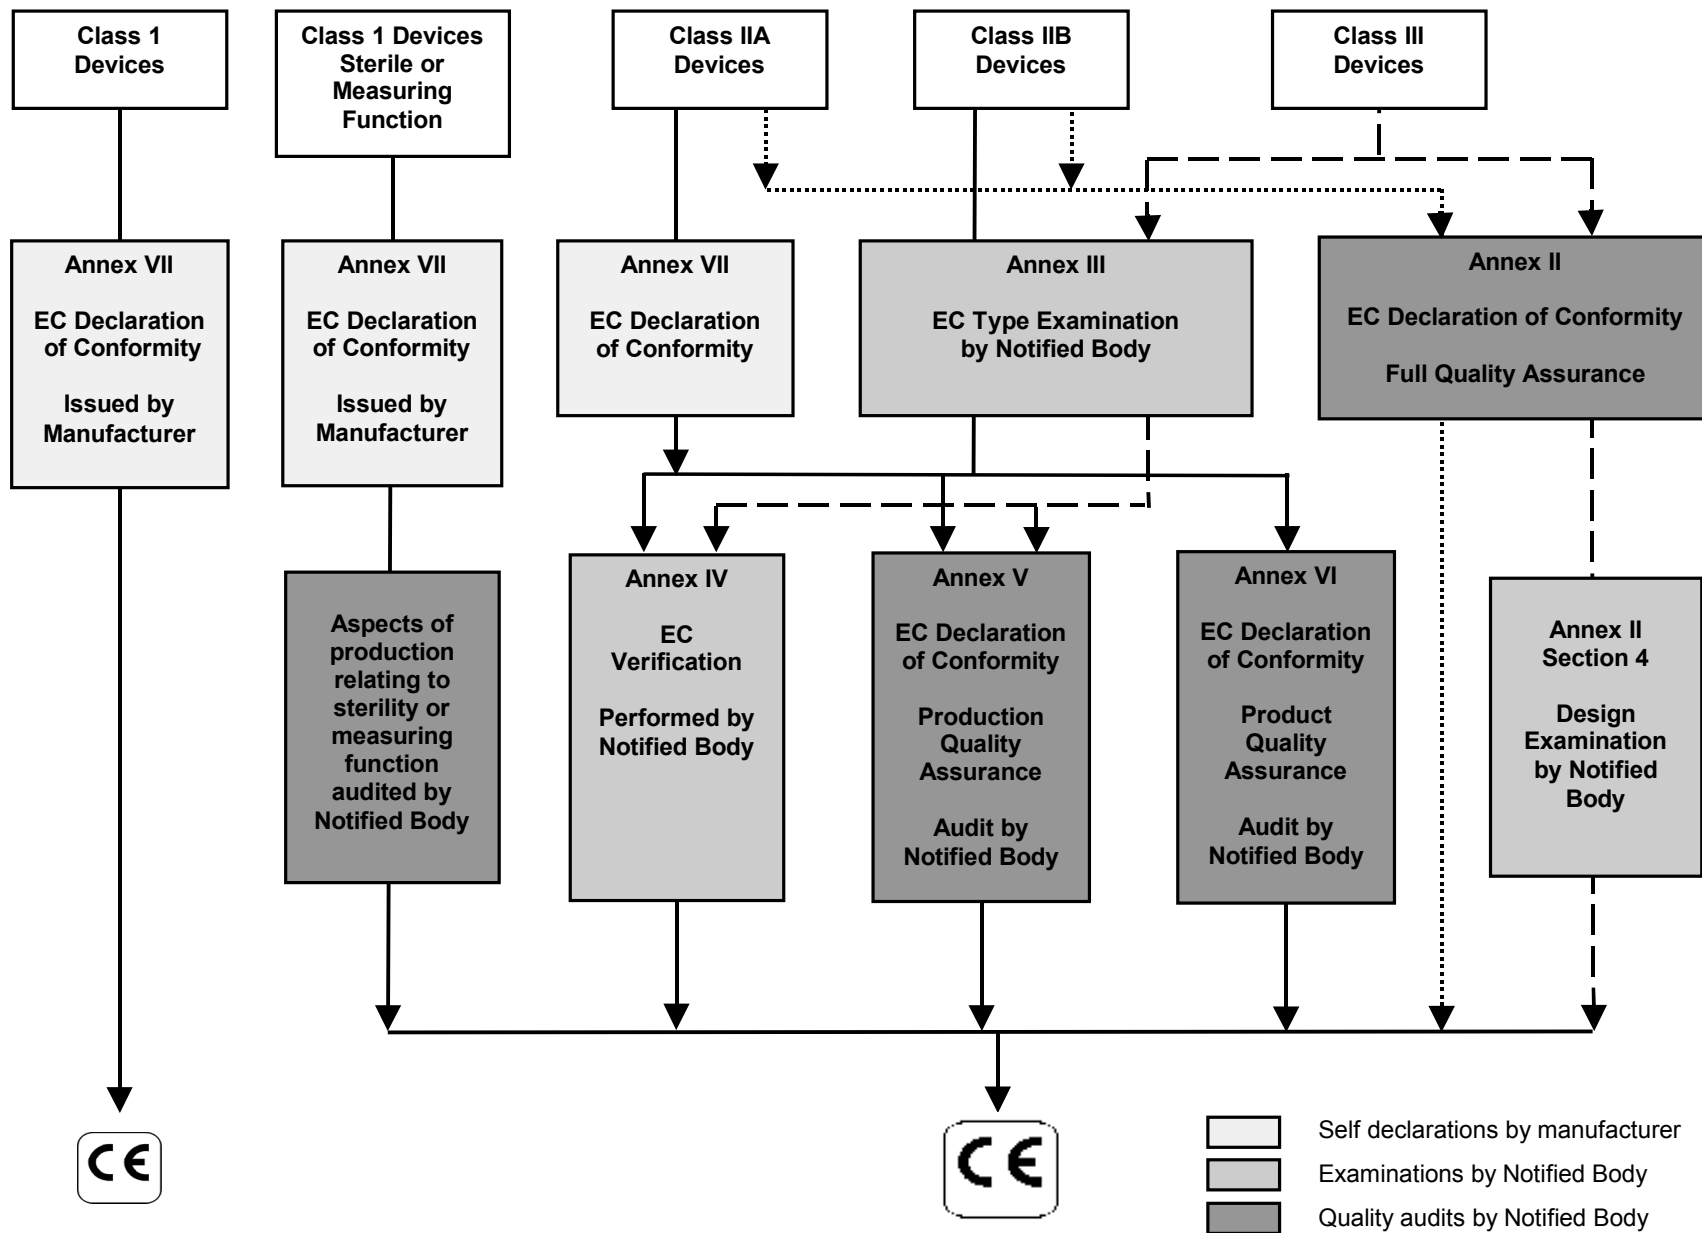 Class 1
Devices
Class 1 Devices
Sterile or
Measuring
Function
Class IIA
Devices
Class IIB
Devices
Class III
Devices
Annex VII
EC Declaration
of Conformity
Issued by
Manufacturer
Annex VII
EC Declaration
of Conformity
Issued by
Manufacturer
Annex VII
EC Declaration
of Conformity
Annex III
EC Type Examination
by Notified Body
Annex II
EC Declaration of Conformity
Full Quality Assurance
Aspects of
production
relating to
sterility or
measuring
function
audited by
Notified Body
Annex IV
EC
Verification
Performed by
Notified Body
Annex V
EC Declaration
of Conformity
Production
Quality
Assurance
Audit by
Notified Body
Annex VI
EC Declaration
of Conformity
Product
Quality
Assurance
Audit by
Notified Body
Annex II
Section 4
Design
Examination
by Notified
Body
CE
CE
Self declarations by manufacturer
Examinations by Notified Body
Quality audits by Notified Body